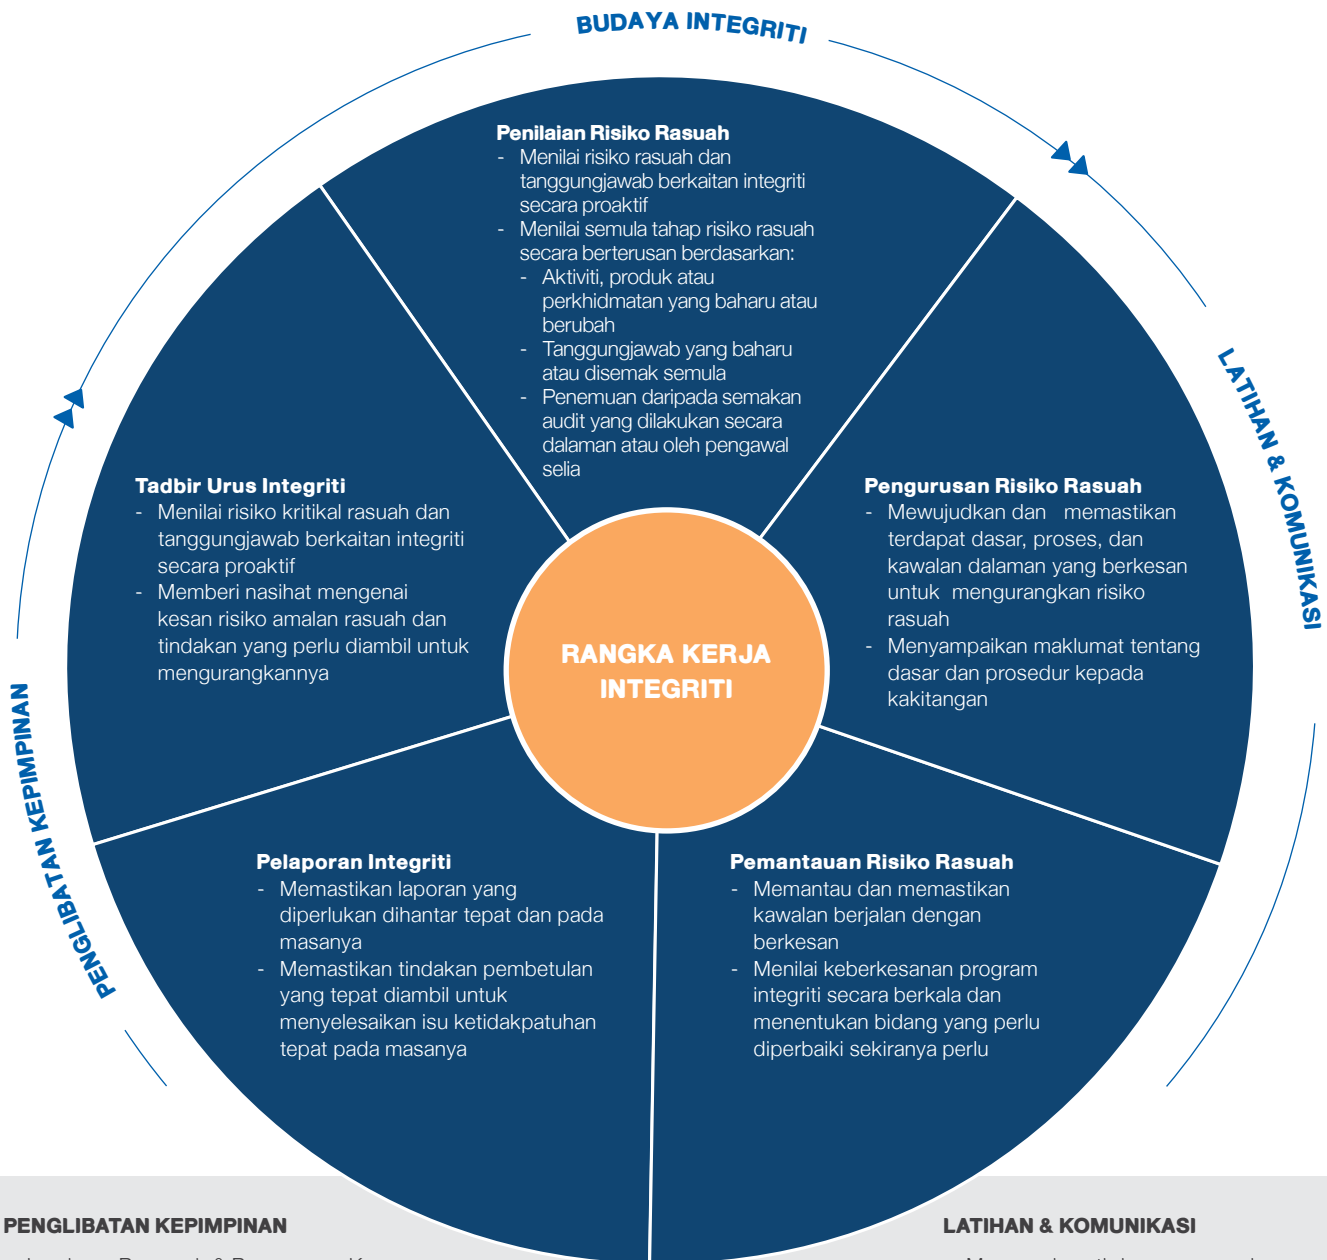 BUDAYA INTEGRITI
Penilaian Risiko Rasuah
- Menilai risiko rasuah dan
tanggungjawab berkaitan integriti
secara proaktif
- Menilai semula tahap risiko rasuah
secara berterusan berdasarkan:
- Aktiviti, produk atau
perkhidmatan yang baharu atau
berubah
- Tanggungjawab yang baharu
atau disemak semula
- Penemuan daripada semakan
audit yang dilakukan secara
dalaman atau oleh pengawal
selia
LATIHAN & KOMUNIKASI
Tadbir Urus Integriti
- Menilai risiko kritikal rasuah dan
tanggungjawab berkaitan integriti
secara proaktif
- Memberi nasihat mengenai
kesan risiko amalan rasuah dan
tindakan yang perlu diambil untuk
mengurangkannya
Pengurusan Risiko Rasuah
- Mewujudkan dan memastikan
terdapat dasar, proses, dan
kawalan dalaman yang berkesan
untuk mengurangkan risiko
rasuah
- Menyampaikan maklumat tentang
dasar dan prosedur kepada
kakitangan
RANGKA KERJA
INTEGRITI
PENGLIBATAN KEPIMPINAN
Pelaporan Integriti
- Memastikan laporan yang
diperlukan dihantar tepat dan pada
masanya
- Memastikan tindakan pembetulan
yang tepat diambil untuk
menyelesaikan isu ketidakpatuhan
tepat pada masanya
Pemantauan Risiko Rasuah
- Memantau dan memastikan
kawalan berjalan dengan
berkesan
- Menilai keberkesanan program
integriti secara berkala dan
menentukan bidang yang perlu
diperbaiki sekiranya perlu
PENGLIBATAN KEPIMPINAN
LATIHAN & KOMUNIKASI